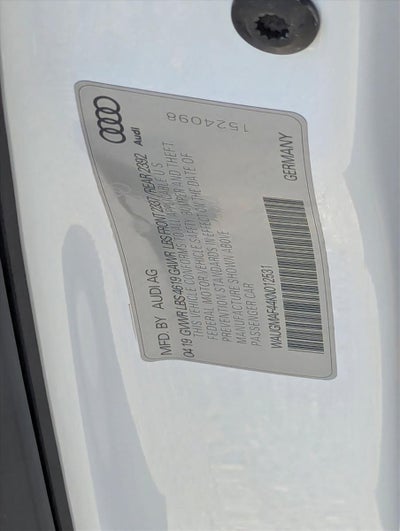 Audi
1524098
MFD. BY AUDI AG
04 19 GVWR LBS 4619 GAWR LBS FRONT 2337 REAR 2392
THIS VEHICLE CONFORMS TO ALL APPLICABLE U.S.
FEDERAL MOTOR VEHICLE SAFETY, BUMPER AND THEFT
PREVENTION STANDARDS IN EFFECT ON THE DATE OF
MANUFACTURE SHOWN ABOVE
PASSENGER CAR
WAUGMAF44KN012631
GERMANY